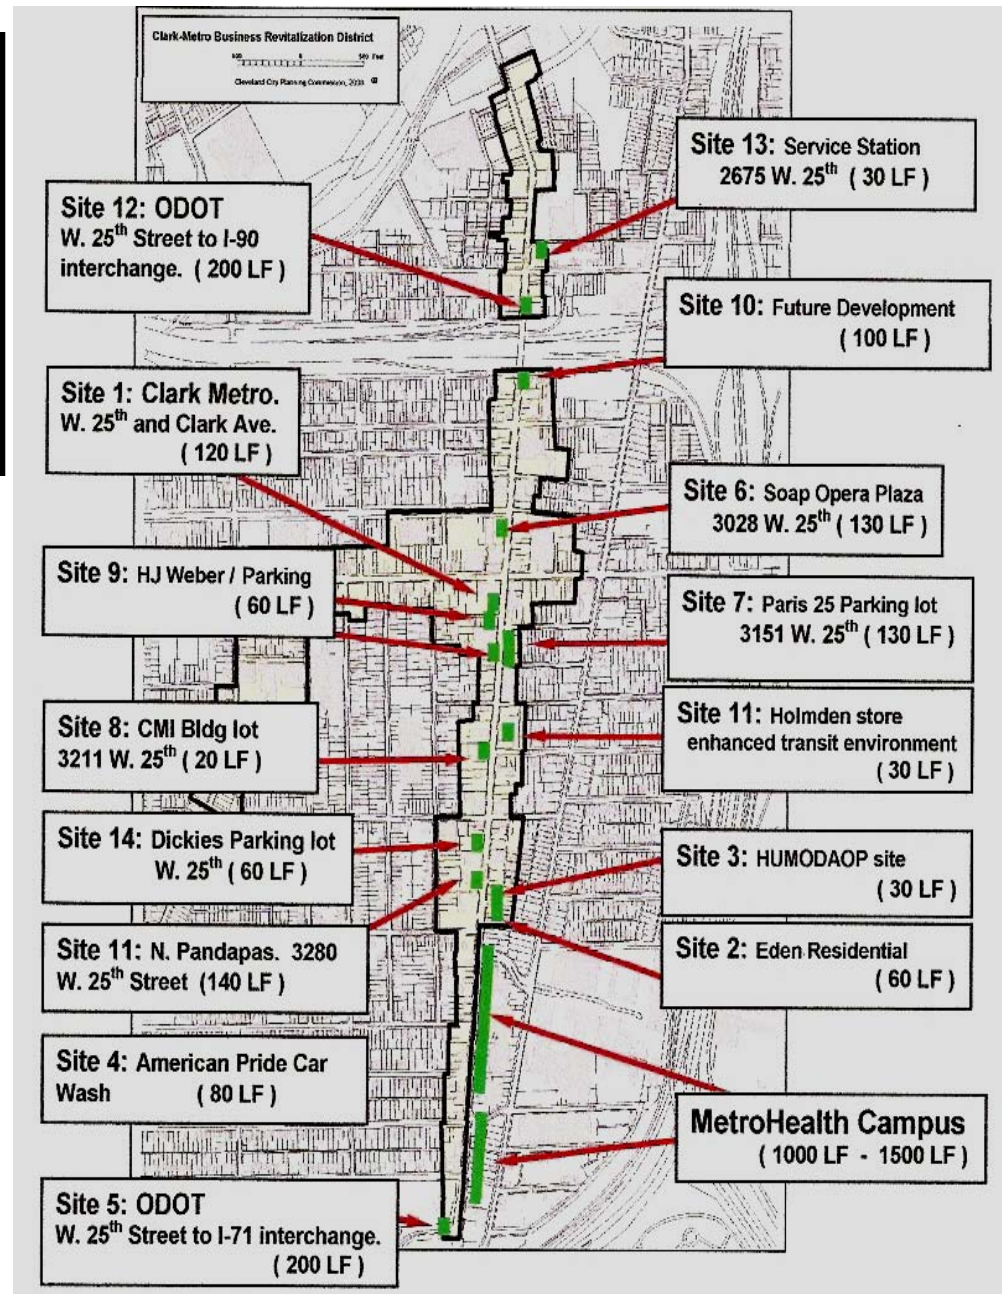 Clark-Metro Business Revitalization District
500 0 500 Feet
Cleveland City Planning Commission, 2003
Site 13: Service Station
2675 W. 25th ( 30 LF )
Site 12: ODOT
W. 25th Street to I-90
interchange. ( 200 LF )
Site 10: Future Development
( 100 LF )
Site 1: Clark Metro.
W. 25th and Clark Ave.
( 120 LF )
Site 6: Soap Opera Plaza
3028 W. 25th ( 130 LF )
Site 9: HJ Weber / Parking
( 60 LF )
Site 7: Paris 25 Parking lot
3151 W. 25th ( 130 LF )
Site 8: CMI Bldg lot
3211 W. 25th ( 20 LF )
Site 11: Holmden store
enhanced transit environment
( 30 LF )
Site 14: Dickies Parking lot
W. 25th ( 60 LF )
Site 3: HUMODAOP site
( 30 LF )
Site 11: N. Pandapas. 3280
W. 25th Street (140 LF )
Site 2: Eden Residential
( 60 LF )
Site 4: American Pride Car
Wash ( 80 LF )
MetroHealth Campus
( 1000 LF - 1500 LF )
Site 5: ODOT
W. 25th Street to I-71 interchange.
( 200 LF )